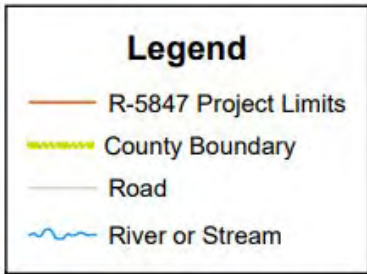 Legend
R-5847 Project Limits
County Boundary
Road
River or Stream